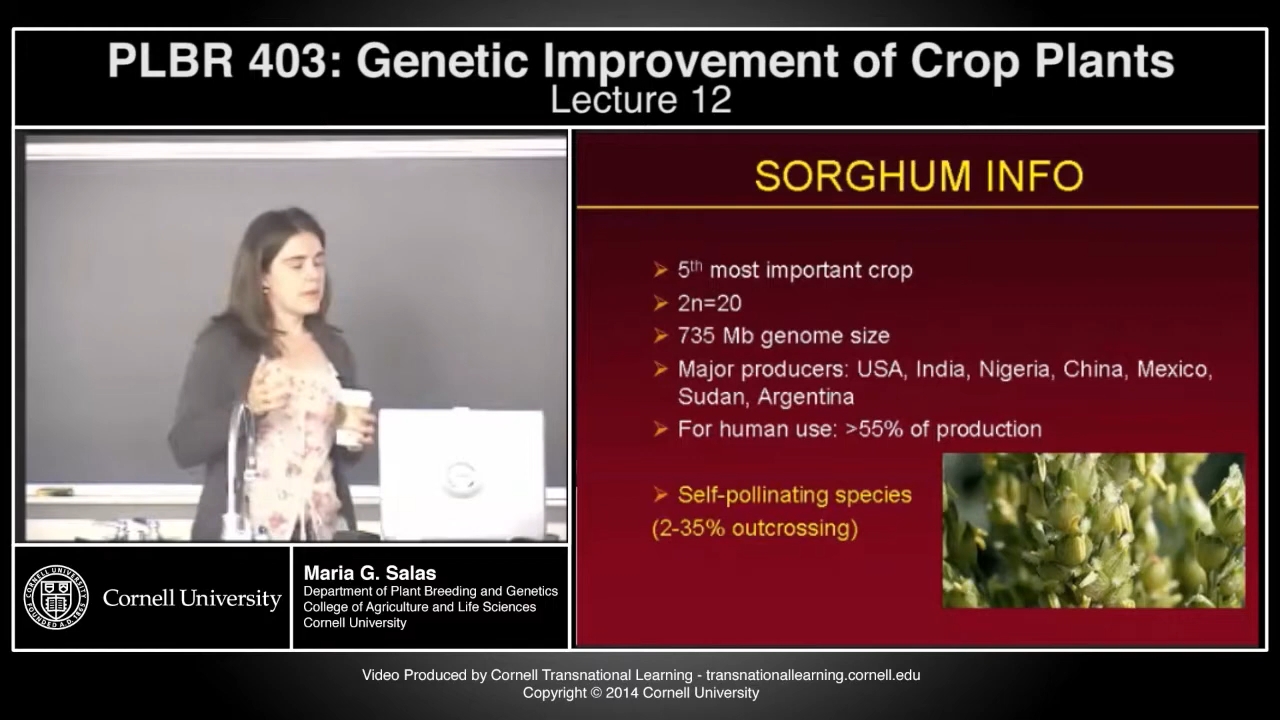 PLBR 403: Genetic Improvement of Crop Plants
Lecture 12
SORGHUM INFO
5th most important crop
2n=20
735 Mb genome size
Major producers: USA, India, Nigeria, China, Mexico,
Sudan, Argentina
For human use: >55% of production
Self-pollinating species
(2-35% outcrossing)
Cornell University
Maria G. Salas
Department of Plant Breeding and Genetics
College of Agriculture and Life Sciences
Cornell University
Video Produced by Cornell Transnational Learning - transnationallearning.cornell.edu
Copyright © 2014 Cornell University